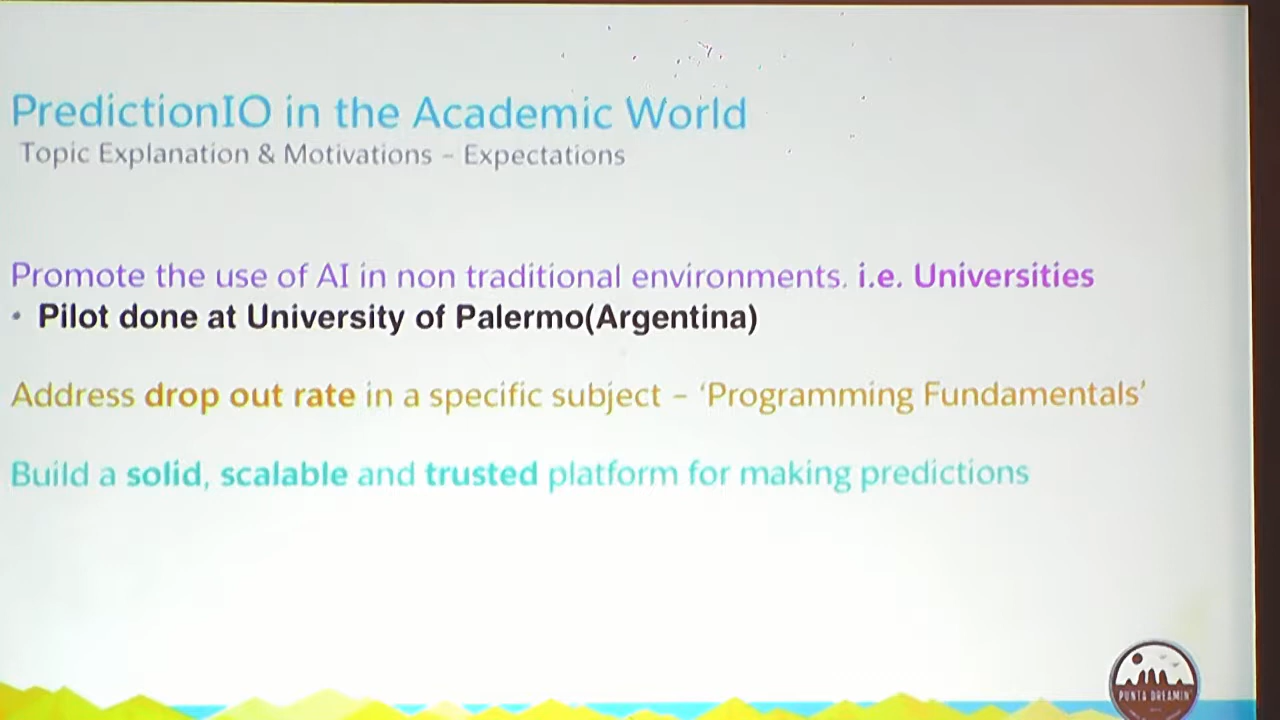 PredictionIO in the Academic World
Topic Explanation & Motivations – Expectations
Promote the use of AI in non traditional environments. i.e. Universities
• Pilot done at University of Palermo(Argentina)
Address drop out rate in a specific subject – ‘Programming Fundamentals’
Build a solid, scalable and trusted platform for making predictions
PUNTA DREAMIN'